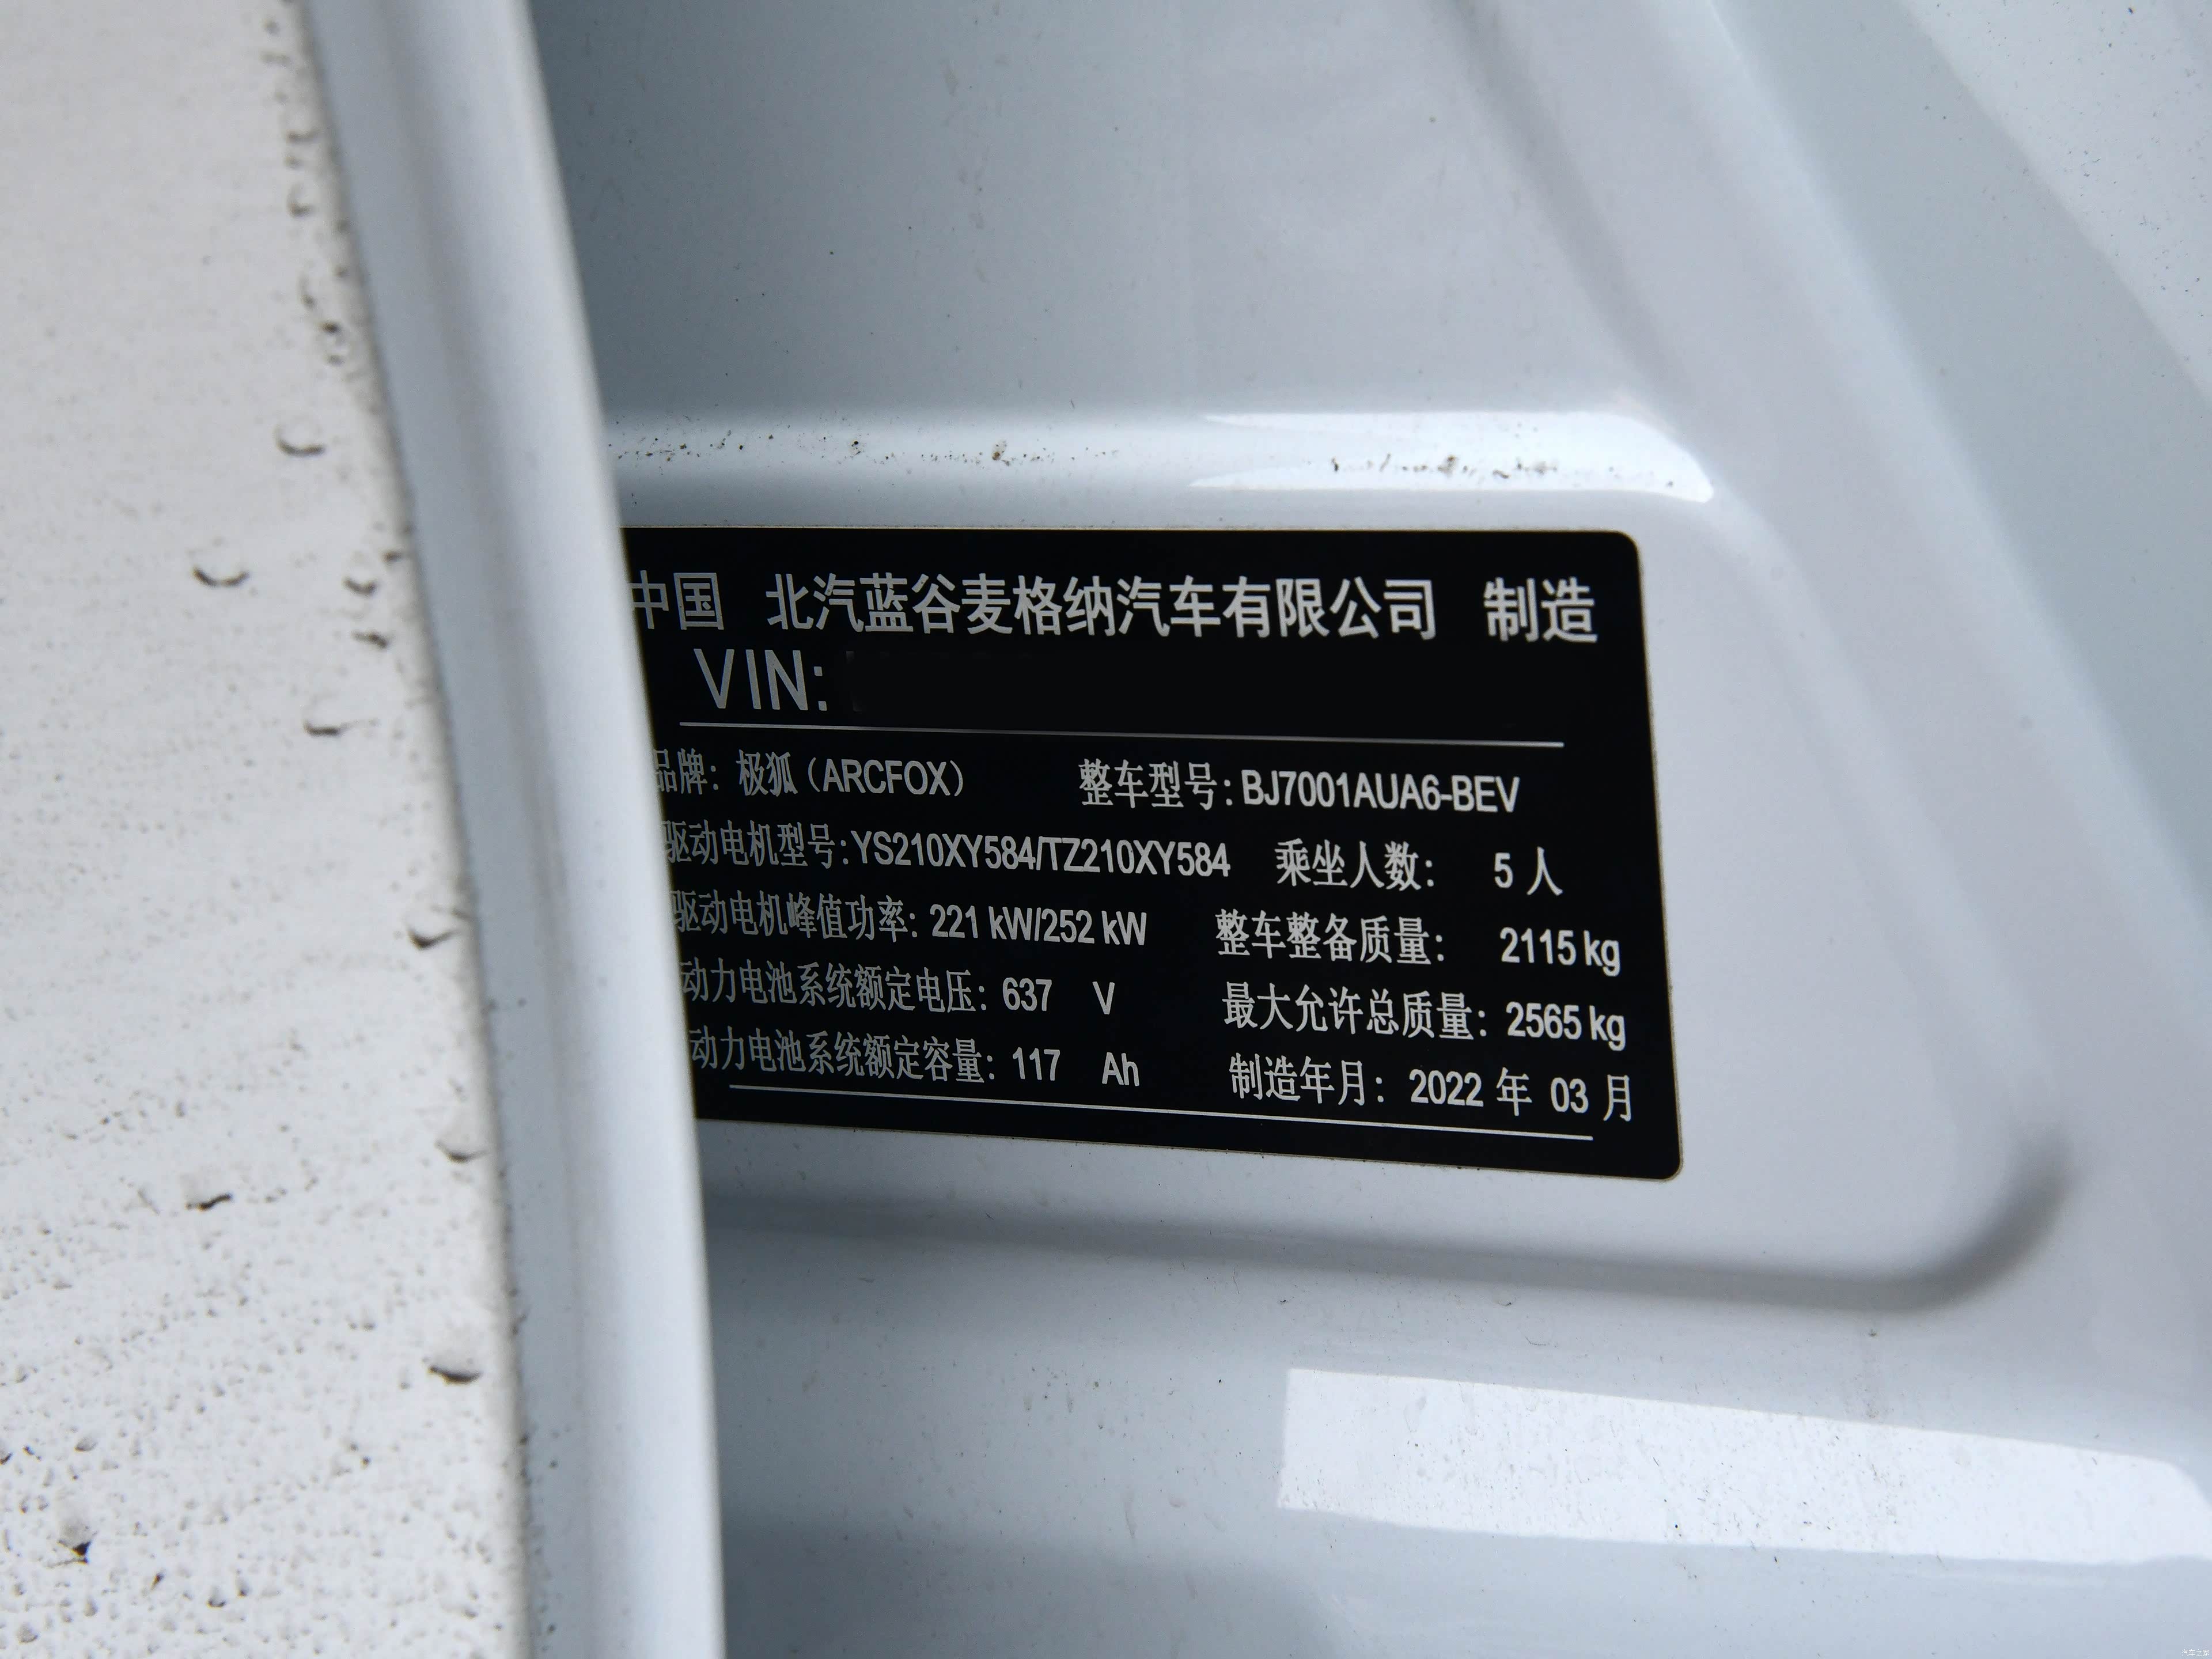 中国 北汽蓝谷麦格纳汽车有限公司 制造
VIN:
品牌：极狐（ARCFOX） 整车型号：BJ7001AUA6-BEV
驱动电机型号：YS210XY584/TZ210XY584 乘坐人数： 5 人
驱动电机峰值功率：221 kW/252 kW 整车整备质量： 2115 kg
动力电池系统额定电压：637 V 最大允许总质量：2565 kg
动力电池系统额定容量：117 Ah 制造年月：2022 年 03 月
汽车之家